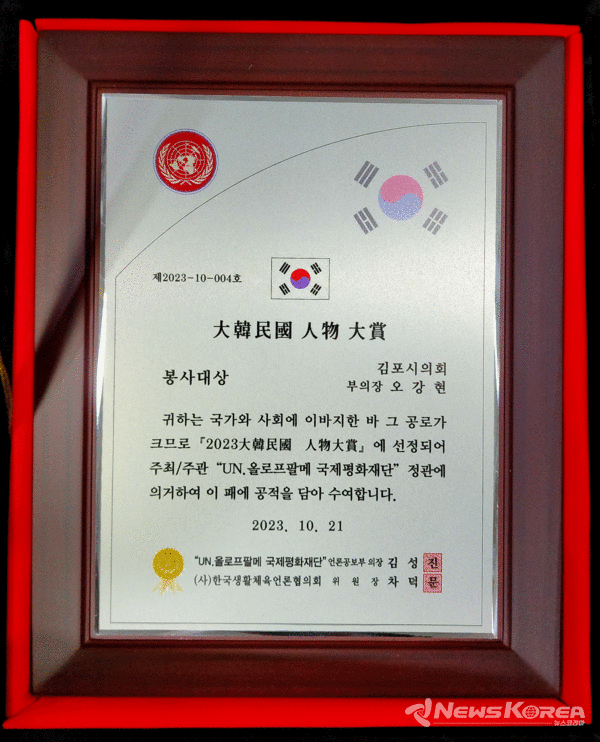 제2023-10-004호
大韓民國 人物 大賞
봉사대상
김포시의회
부의장 오강현
귀하는 국가와 사회에 이바지한 바 그 공로가
크므로 『2023大韓民國 人物大賞』에 선정되어
주최/주관 “UN.올로프팔메 국제평화재단” 정관에
의거하여 이 패에 공적을 담아 수여합니다.
2023. 10. 21
“UN.올로프팔메 국제평화재단” 언론공보부 의장 김성진
(사)한국생활체육언론협의회 위원장 차덕문
NEWSKOREA
뉴스코리아